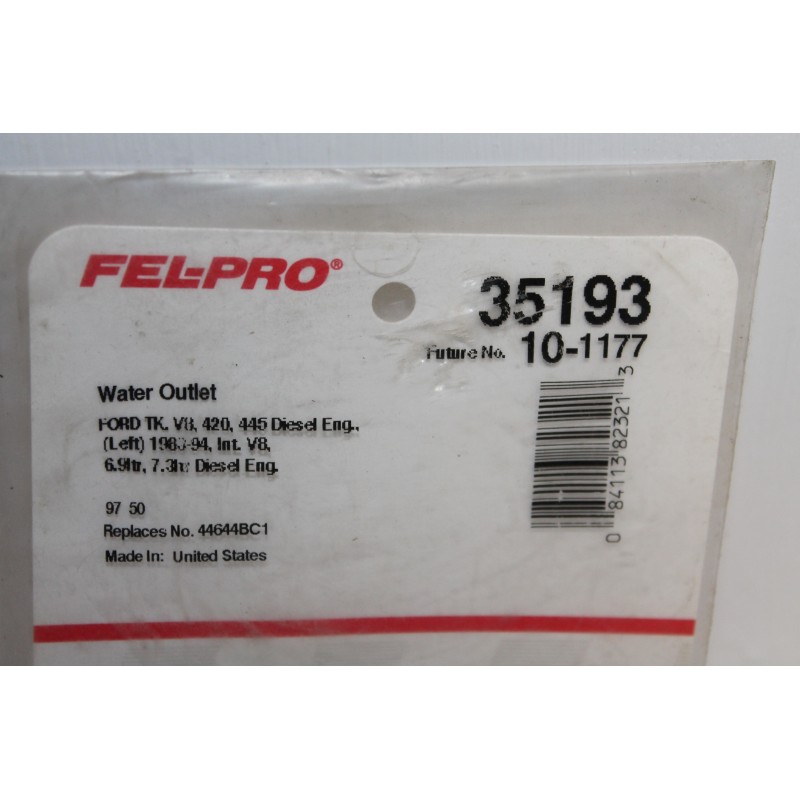 FEL-PRO®
35193
Future No. 10-1177
Water Outlet
FORD TK. V8, 420, 445 Diesel Eng.,
(Left) 1983-94, Int. V8,
6.9ltr, 7.3ltr Diesel Eng.
97 50
Replaces No. 44644BC1
Made In: United States
0 84113 82321 3